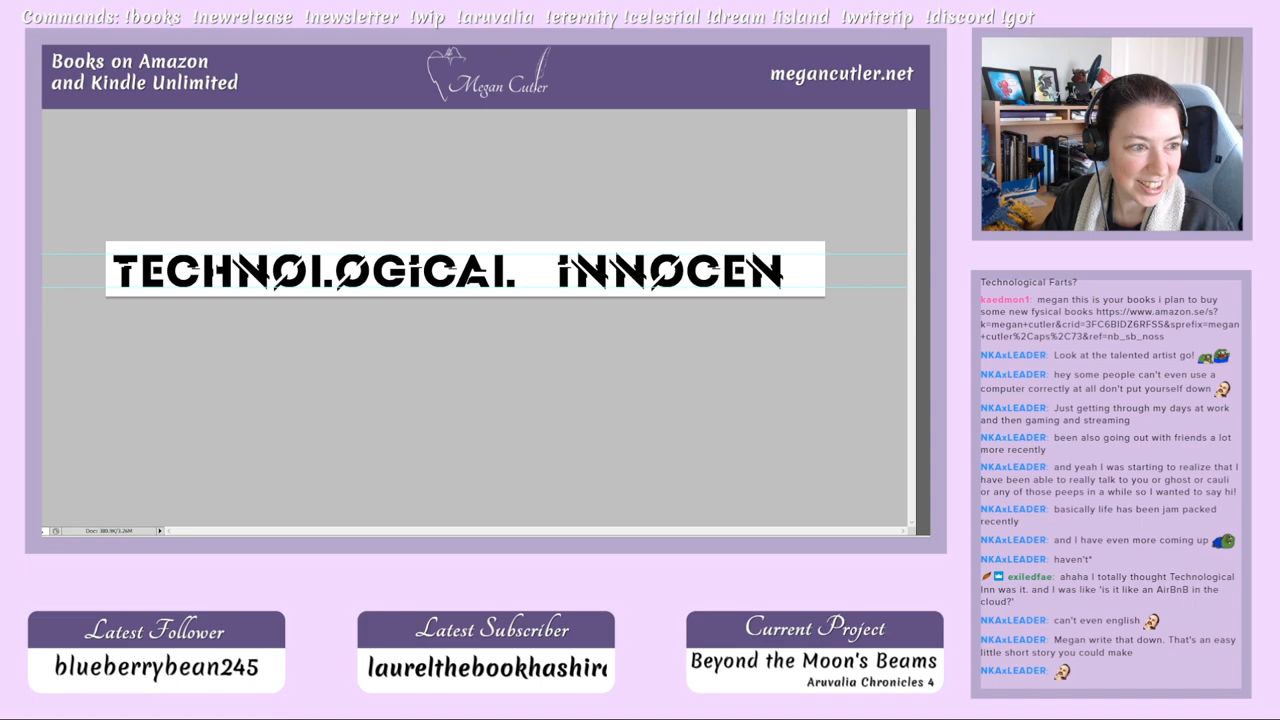 Commands: !books !newrelease !newsletter !wip !aruvalia !eternity !celestial !dream !island !writetip !discord !got
Books on Amazon
and Kindle Unlimited
Megan Cutler
megancutler.net
TECHNOLOGICAL INNOCEN
Doc: 380.9K/3.26M
Technological Farts?
kaedmon1: megan this is your books i plan to buy
some new fysical books https://www.amazon.se/s?
k=megan+cutler&crid=3FC6BIDZ6RFSS&sprefix=megan
+cutler%2Caps%2C73&ref=nb_sb_noss
NKAxLEADER: Look at the talented artist go!
NKAxLEADER: hey some people can't even use a
computer correctly at all don't put yourself down
NKAxLEADER: Just getting through my days at work
and then gaming and streaming
NKAxLEADER: been also going out with friends a lot
more recently
NKAxLEADER: and yeah I was starting to realize that I
have been able to really talk to you or ghost or cauli
or any of those peeps in a while so I wanted to say hi!
NKAxLEADER: basically life has been jam packed
recently
NKAxLEADER: and I have even more coming up
NKAxLEADER: haven't*
exiledfae: ahaha I totally thought Technological
Inn was it. and I was like 'is it like an AirBnB in the
cloud?'
NKAxLEADER: can't even english
NKAxLEADER: Megan write that down. That's an easy
little short story you could make
NKAxLEADER:
Latest Follower
blueberrybean245
Latest Subscriber
laurelthebookhashira
Current Project
Beyond the Moon's Beams
Aruvalia Chronicles 4